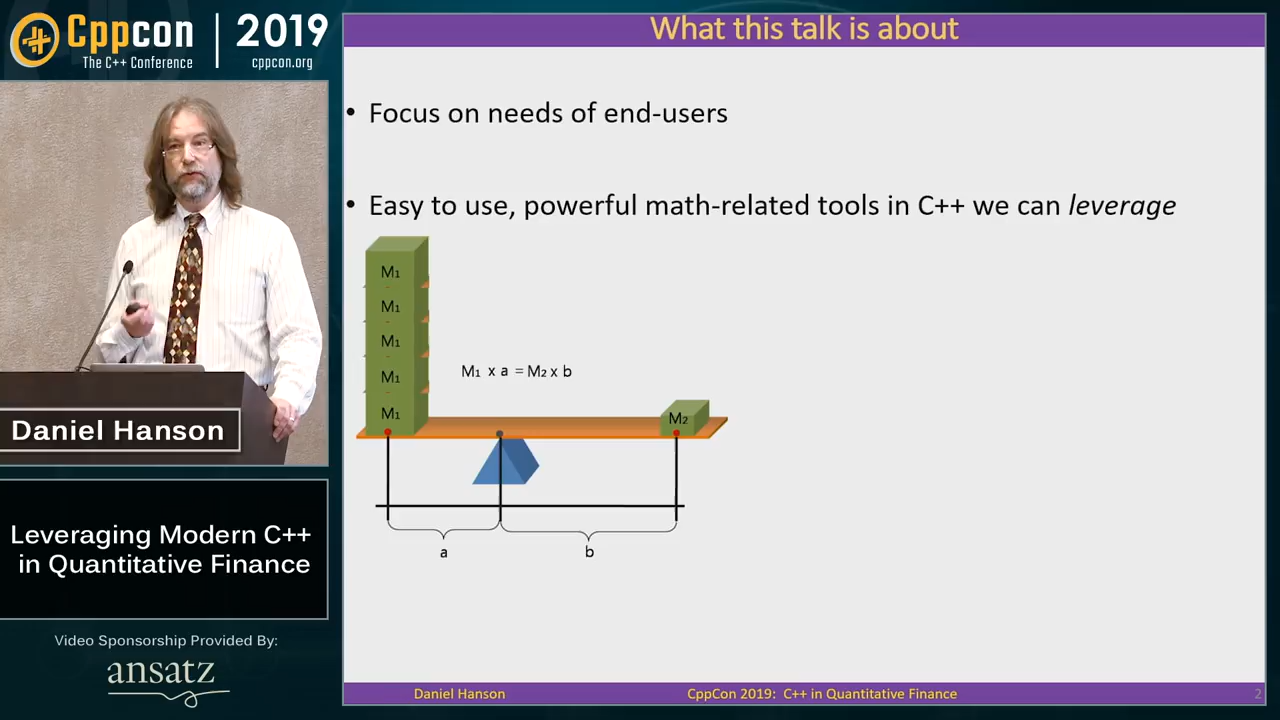 Cppcon
The C++ Conference
2019
cppcon.org
Daniel Hanson
Leveraging Modern C++
in Quantitative Finance
Video Sponsorship Provided By:
ansatz
What this talk is about
• Focus on needs of end-users
• Easy to use, powerful math-related tools in C++ we can leverage
M₁
M₁
M₁
M₁
M₁
M₁ x a = M₂ x b
M₂
a
b
Daniel Hanson
CppCon 2019: C++ in Quantitative Finance
2